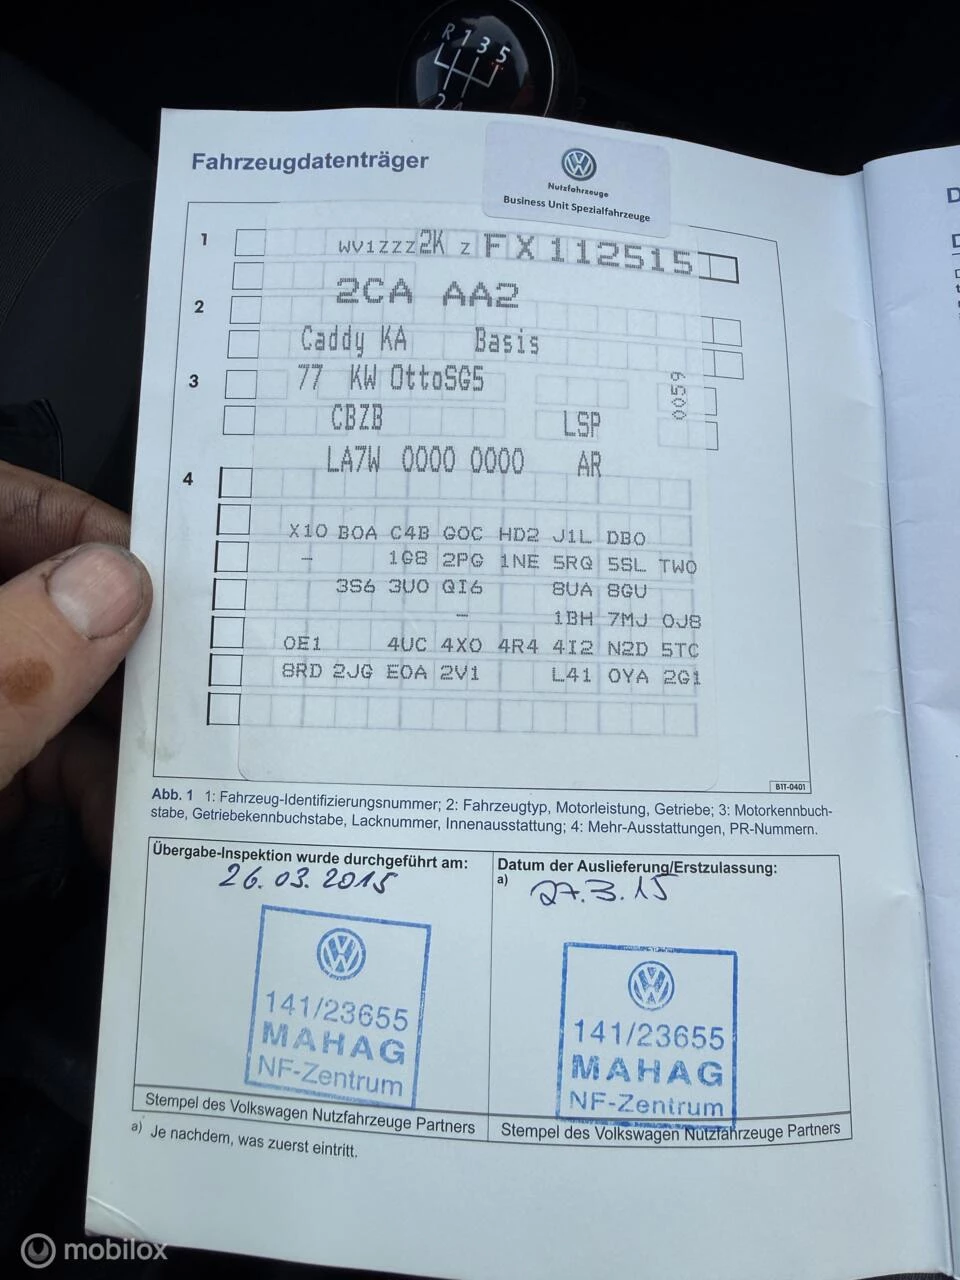 R 1 3 5
2 4
Fahrzeugdatenträger
Nutzfahrzeuge
Business Unit Spezialfahrzeuge
1
WV1ZZZ2K Z FX112515
2CA AA2
2
Caddy KA Basis
3
77 KW OttoSG5
0059
CBZB LSP
LA7W 0000 0000 AR
4
X10 BOA C4B GOC HD2 J1L DBO
- 1G8 2PG 1NE 5RQ 5SL TWO
3S6 3U0 QI6 8UA 8GU
- 1BH 7MJ 0J8
0E1 4UC 4X0 4R4 4I2 N2D 5TC
8RD 2JG E0A 2V1 L41 0YA 2G1
B1T-0401
Abb. 1 1: Fahrzeug-Identifizierungsnummer; 2: Fahrzeugtyp, Motorleistung, Getriebe; 3: Motorkennbuch-
stabe, Getriebekennbuchstabe, Lacknummer, Innenausstattung; 4: Mehr-Ausstattungen, PR-Nummern.
Übergabe-Inspektion wurde durchgeführt am:
26.03.2015
Datum der Auslieferung/Erstzulassung:
a)
27.3.15
141/23655
MAHAG
NF-Zentrum
141/23655
MAHAG
NF-Zentrum
Stempel des Volkswagen Nutzfahrzeuge Partners
Stempel des Volkswagen Nutzfahrzeuge Partners
a) Je nachdem, was zuerst eintritt.
mobilox